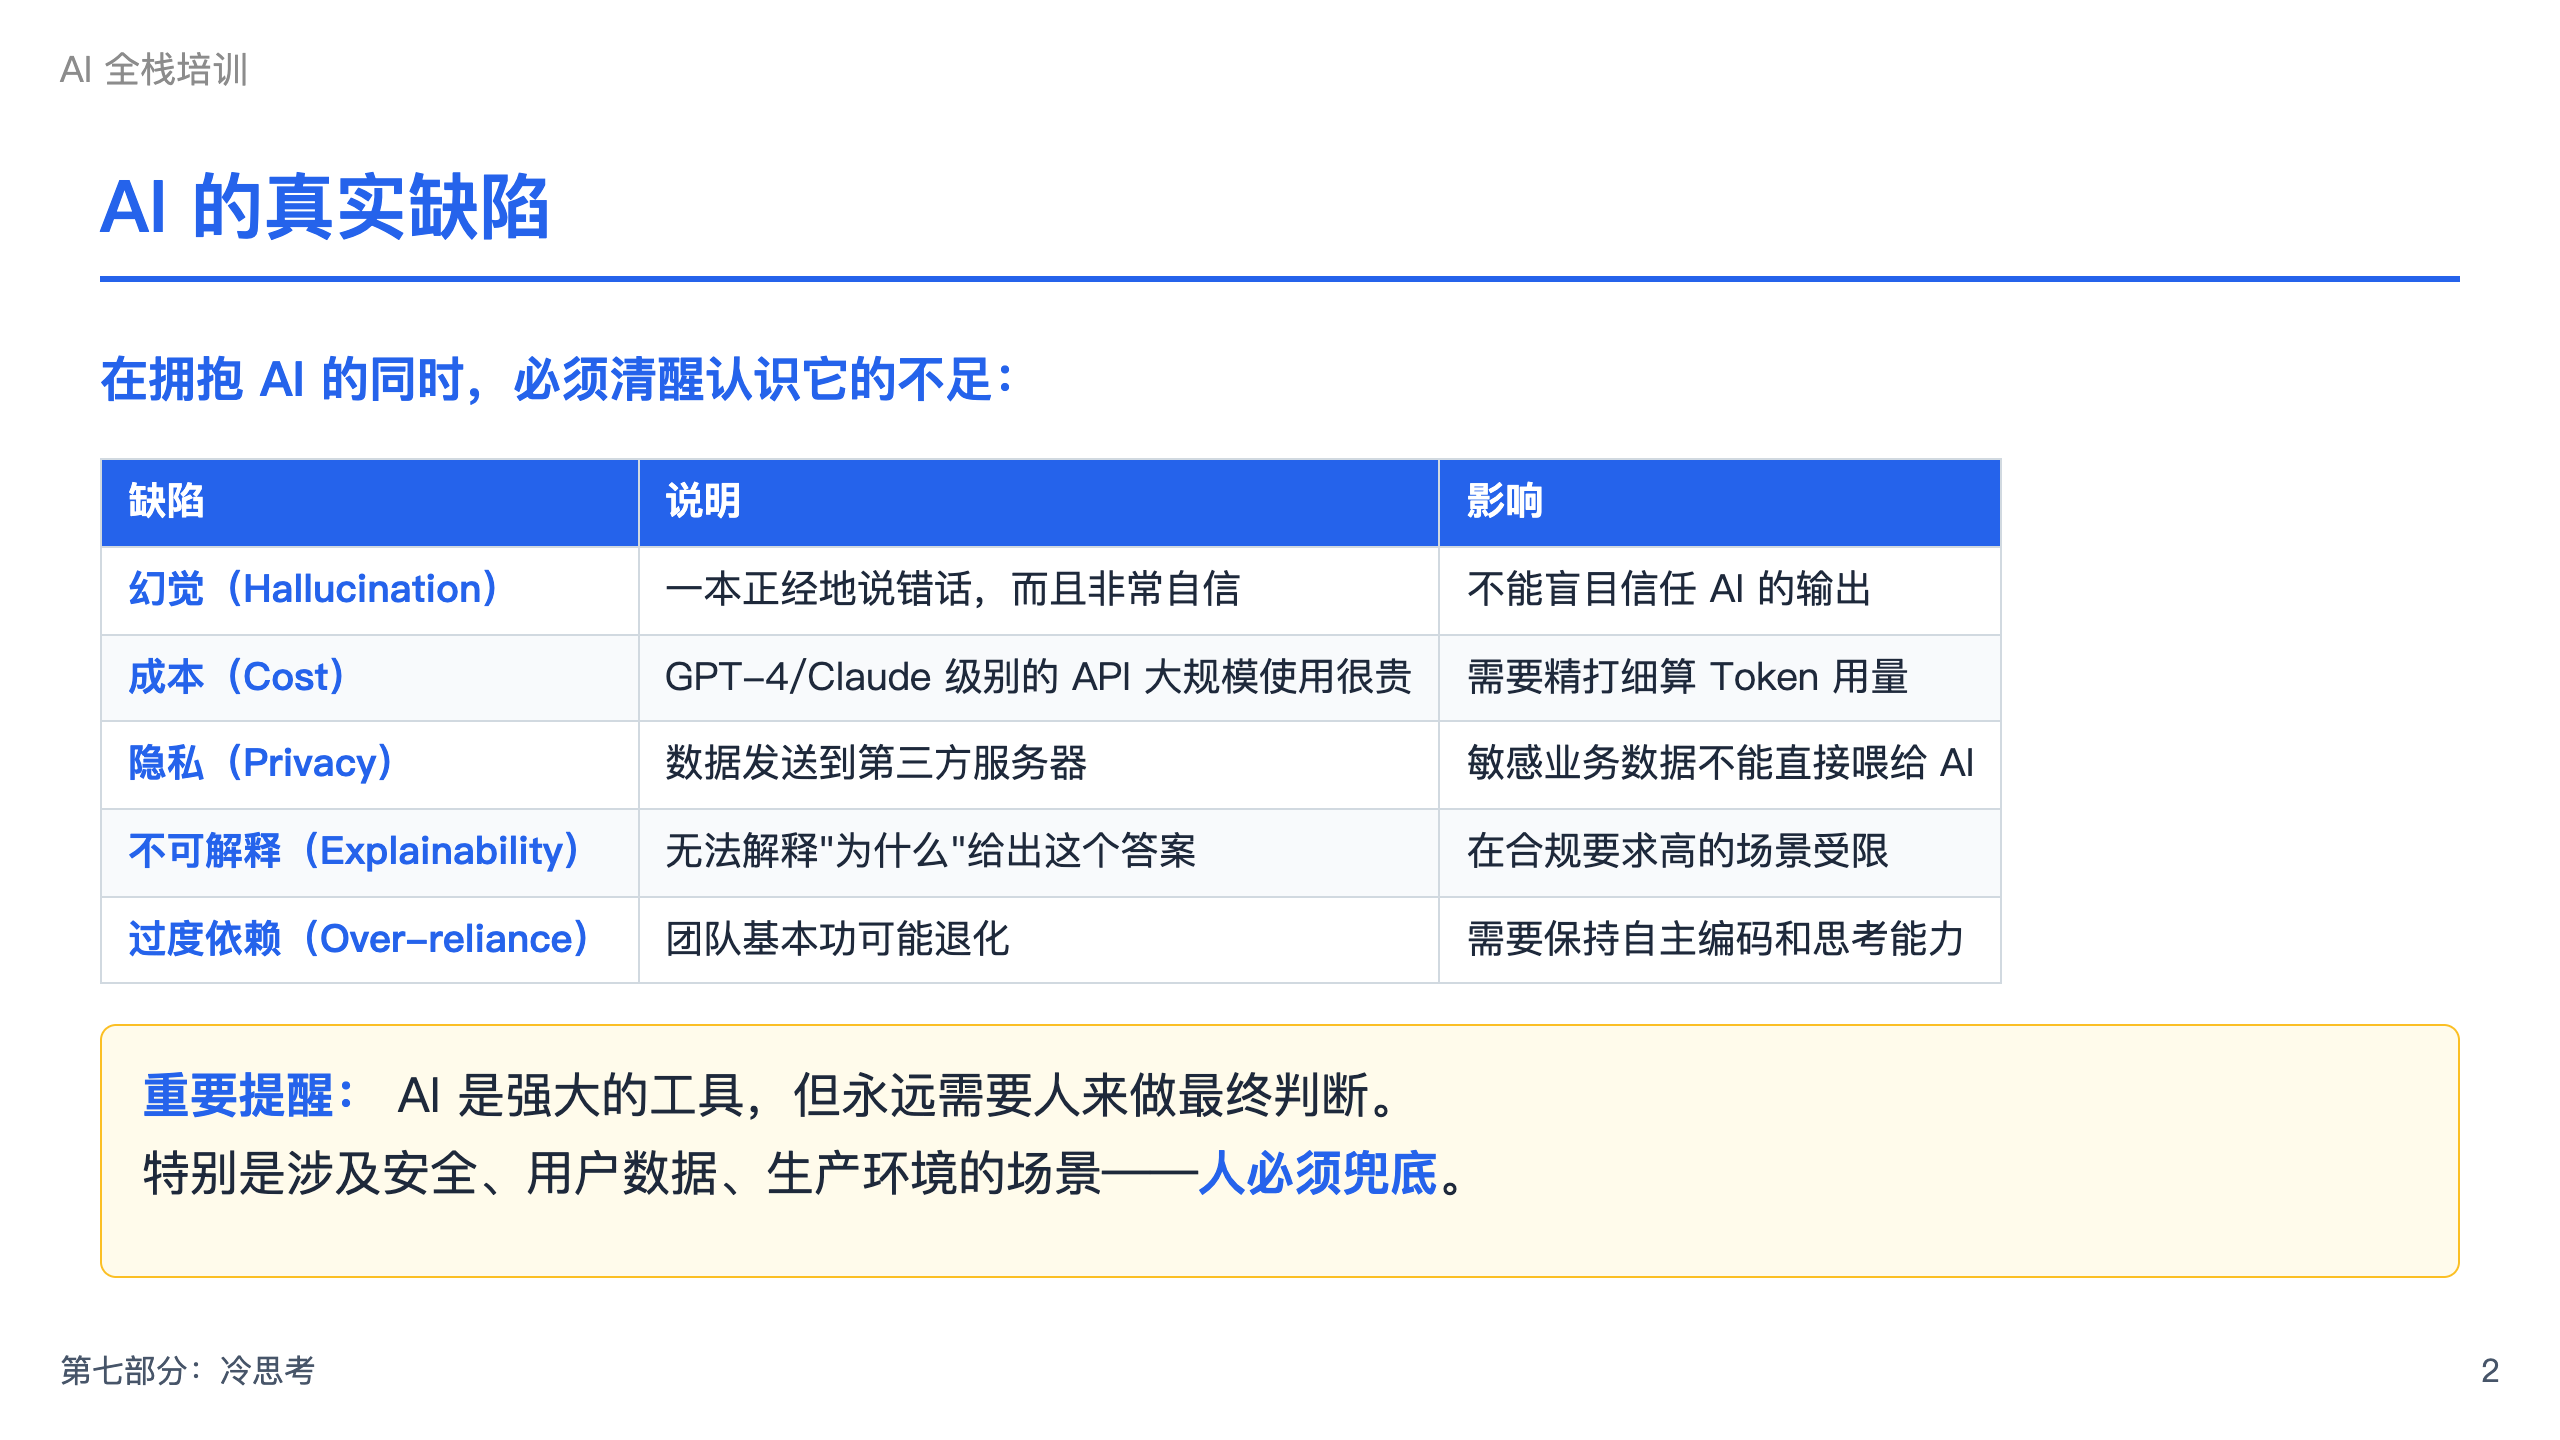 AI 全栈培训
AI 的真实缺陷
在拥抱 AI 的同时，必须清醒认识它的不足：
缺陷 说明 影响
幻觉（Hallucination） 一本正经地说错话，而且非常自信 不能盲目信任 AI 的输出
成本（Cost） GPT-4/Claude 级别的 API 大规模使用很贵 需要精打细算 Token 用量
隐私（Privacy） 数据发送到第三方服务器 敏感业务数据不能直接喂给 AI
不可解释（Explainability） 无法解释"为什么"给出这个答案 在合规要求高的场景受限
过度依赖（Over-reliance） 团队基本功可能退化 需要保持自主编码和思考能力
重要提醒： AI 是强大的工具，但永远需要人来做最终判断。
特别是涉及安全、用户数据、生产环境的场景——人必须兜底。
第七部分：冷思考
2